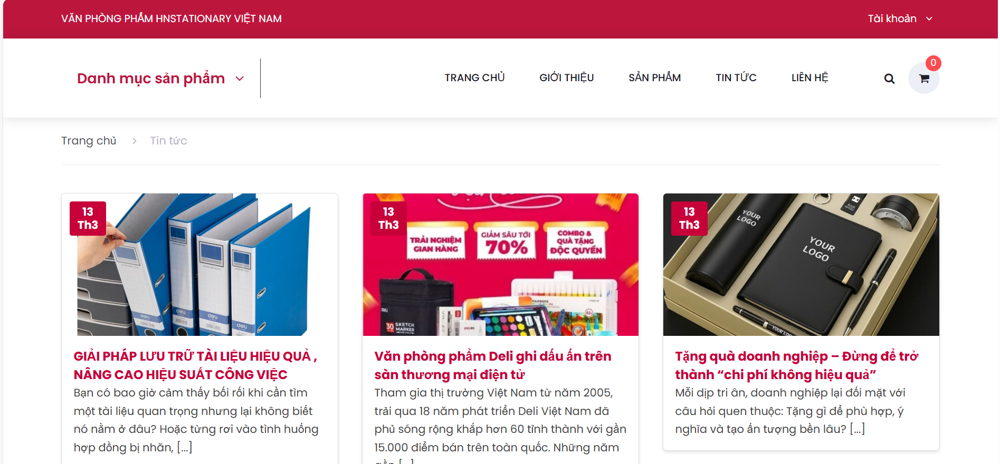 VĂN PHÒNG PHẨM HNSTATIONARY VIỆT NAM
Tài khoản
Danh mục sản phẩm
TRANG CHỦ
GIỚI THIỆU
SẢN PHẨM
TIN TỨC
LIÊN HỆ
0
Trang chủ
Tin tức
13
Th3
deli
deli
deli
deli
GIẢI PHÁP LƯU TRỮ TÀI LIỆU HIỆU QUẢ ,
NÂNG CAO HIỆU SUẤT CÔNG VIỆC
Bạn có bao giờ cảm thấy bối rối khi cần tìm
một tài liệu quan trọng nhưng lại không biết
nó nằm ở đâu? Hoặc từng rơi vào tình huống
hợp đồng bị nhăn, [...]
13
Th3
TRẢI NGHIỆM
GIAN HÀNG
GIẢM SÂU TỚI
70%
COMBO &
QUÀ TẶNG
ĐỘC QUYỀN
30 SKETCH
MARKER
Văn phòng phẩm Deli ghi dấu ấn trên
sàn thương mại điện tử
Tham gia thị trường Việt Nam từ năm 2005,
trải qua 18 năm phát triển Deli Việt Nam đã
phủ sóng rộng khắp hơn 60 tỉnh thành với gần
15.000 điểm bán trên toàn quốc. Những năm
13
Th3
YOUR
LOGO
YOUR
LOGO
YOUR LOGO
Tặng quà doanh nghiệp – Đừng để trở
thành “chi phí không hiệu quả”
Mỗi dịp tri ân, doanh nghiệp lại đối mặt với
câu hỏi quen thuộc: Tặng gì để phù hợp, ý
nghĩa và tạo ấn tượng bền lâu? [...]